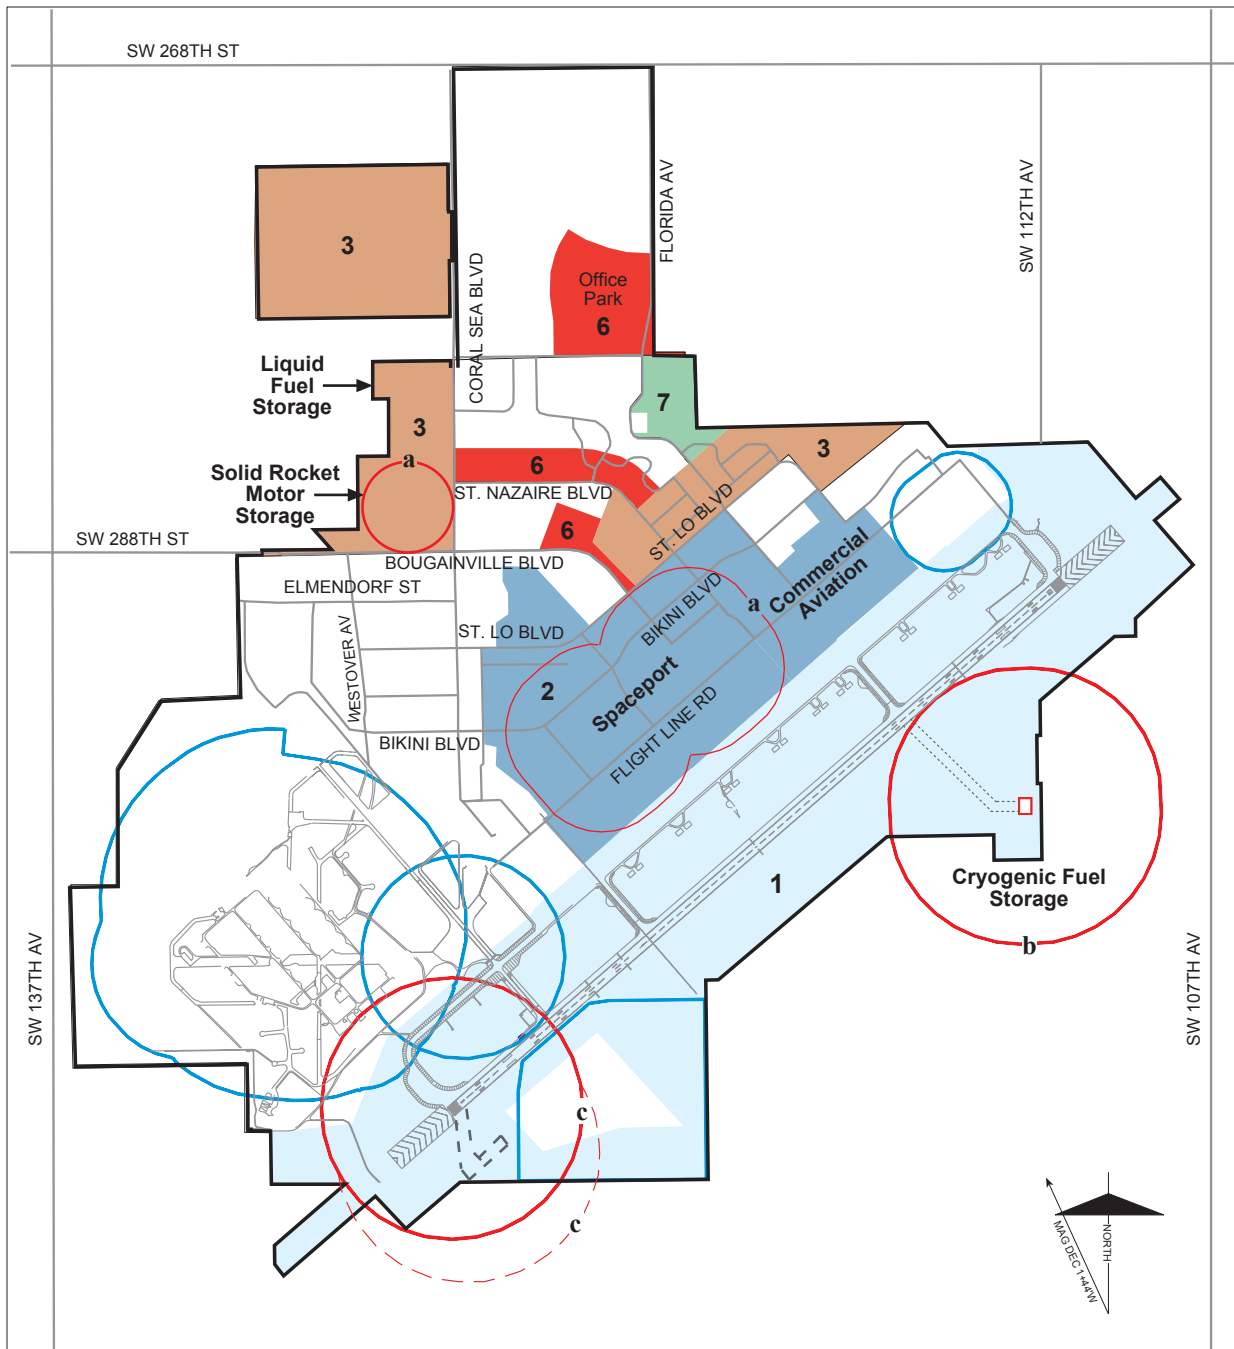 SW 268TH ST
FLORIDA AV
SW 112TH AV
3
CORAL SEA BLVD
Office
Park
6
Liquid
Fuel
Storage
7
3
3
a
6
Solid Rocket
Motor
Storage
ST. NAZAIRE BLVD
ST. LO BLVD
6
SW 288TH ST
BOUGAINVILLE BLVD
ELMENDORF ST
Commercial
Aviation
BIKINI BLVD
a
ST. LO BLVD
WESTOVER AV
2
Spaceport
FLIGHT LINE RD
BIKINI BLVD
1
Cryogenic Fuel
Storage
b
SW 137TH AV
SW 107TH AV
c
c
MAG DEC 1+44'W
NORTH